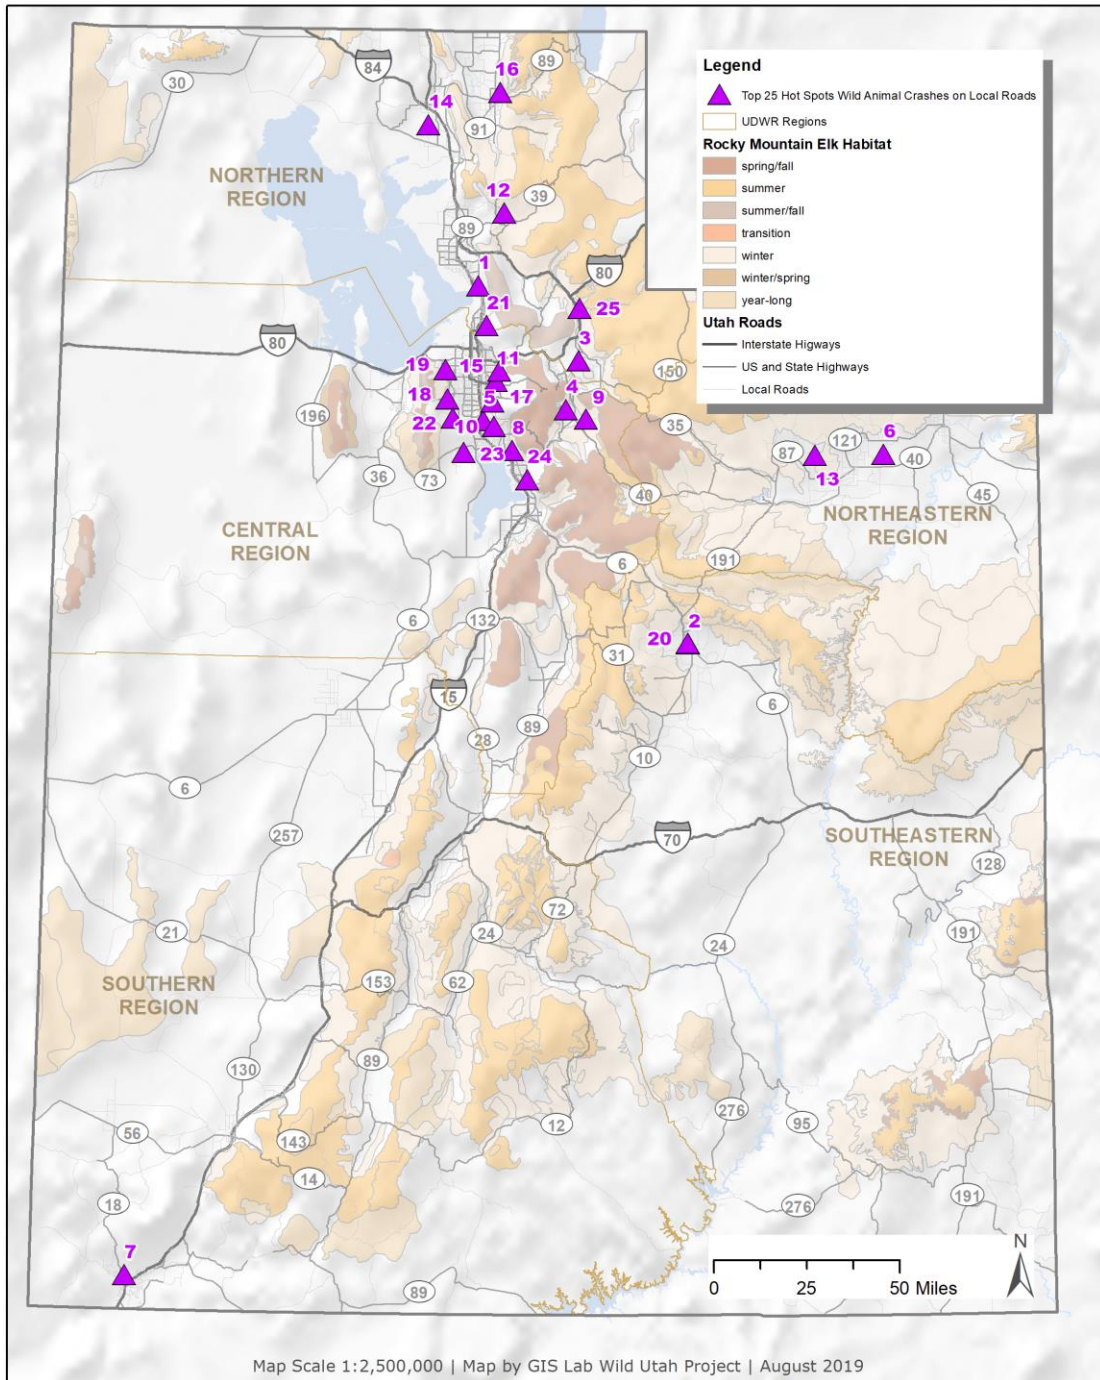 Legend
Top 25 Hot Spots Wild Animal Crashes on Local Roads
UDWR Regions
Rocky Mountain Elk Habitat
spring/fall
summer
summer/fall
transition
winter
winter/spring
year-long
Utah Roads
Interstate Higways
US and State Highways
Local Roads
84
89
16
30
14
91
NORTHERN
REGION
12
39
89
1
80
21
25
80
3
19
15
11
150
18
5
17
4
9
196
22
10
8
35
87
121
6
40
13
23
24
36
73
40
45
CENTRAL
REGION
NORTHEASTERN
REGION
6
191
6
132
2
20
31
15
6
28
89
10
6
257
70
SOUTHEASTERN
REGION
128
72
21
24
24
191
SOUTHERN
REGION
153
62
89
130
276
12
95
56
143
14
18
191
276
7
89
N
0
25
50 Miles
Map Scale 1:2,500,000 | Map by GIS Lab Wild Utah Project | August 2019